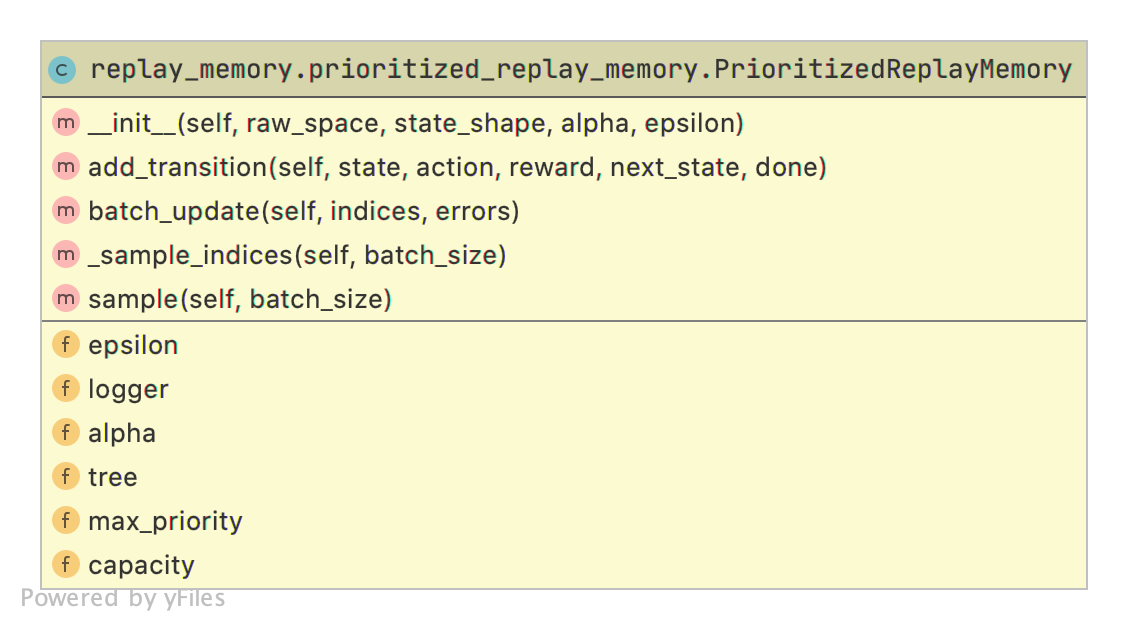 c replay_memory.prioritized_replay_memory.PrioritizedReplayMemory
m __init__(self, raw_space, state_shape, alpha, epsilon)
m add_transition(self, state, action, reward, next_state, done)
m batch_update(self, indices, errors)
m _sample_indices(self, batch_size)
m sample(self, batch_size)
f epsilon
f logger
f alpha
f tree
f max_priority
f capacity
Powered by yFiles